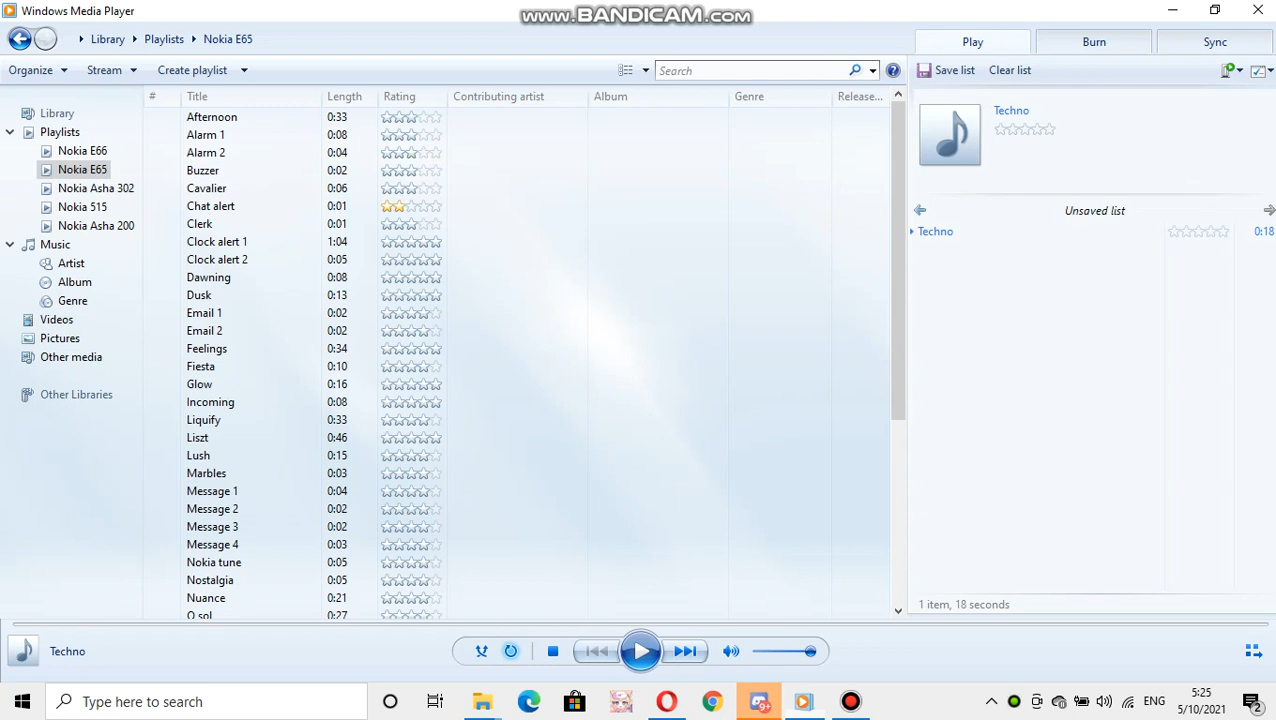 Windows Media Player
www.BANDICAM.com
Library ▸ Playlists ▸ Nokia E65
Play Burn Sync
Organize Stream Create playlist
Search
Save list Clear list
Library
Playlists
Nokia E66
Nokia E65
Nokia Asha 302
Nokia 515
Nokia Asha 200
Music
Artist
Album
Genre
Videos
Pictures
Other media
Other Libraries
# Title Length Rating Contributing artist Album Genre Release...
Afternoon 0:33
Alarm 1 0:08
Alarm 2 0:04
Buzzer 0:02
Cavalier 0:06
Chat alert 0:01
Clerk 0:01
Clock alert 1 1:04
Clock alert 2 0:05
Dawning 0:08
Dusk 0:13
Email 1 0:02
Email 2 0:02
Feelings 0:34
Fiesta 0:10
Glow 0:16
Incoming 0:08
Liquify 0:33
Liszt 0:46
Lush 0:15
Marbles 0:03
Message 1 0:04
Message 2 0:02
Message 3 0:02
Message 4 0:03
Nokia tune 0:05
Nostalgia 0:05
Nuance 0:21
O sol 0:27
Techno
Unsaved list
Techno 0:18
1 item, 18 seconds
Techno
Type here to search
9+
ENG
5:25
5/10/2021
2